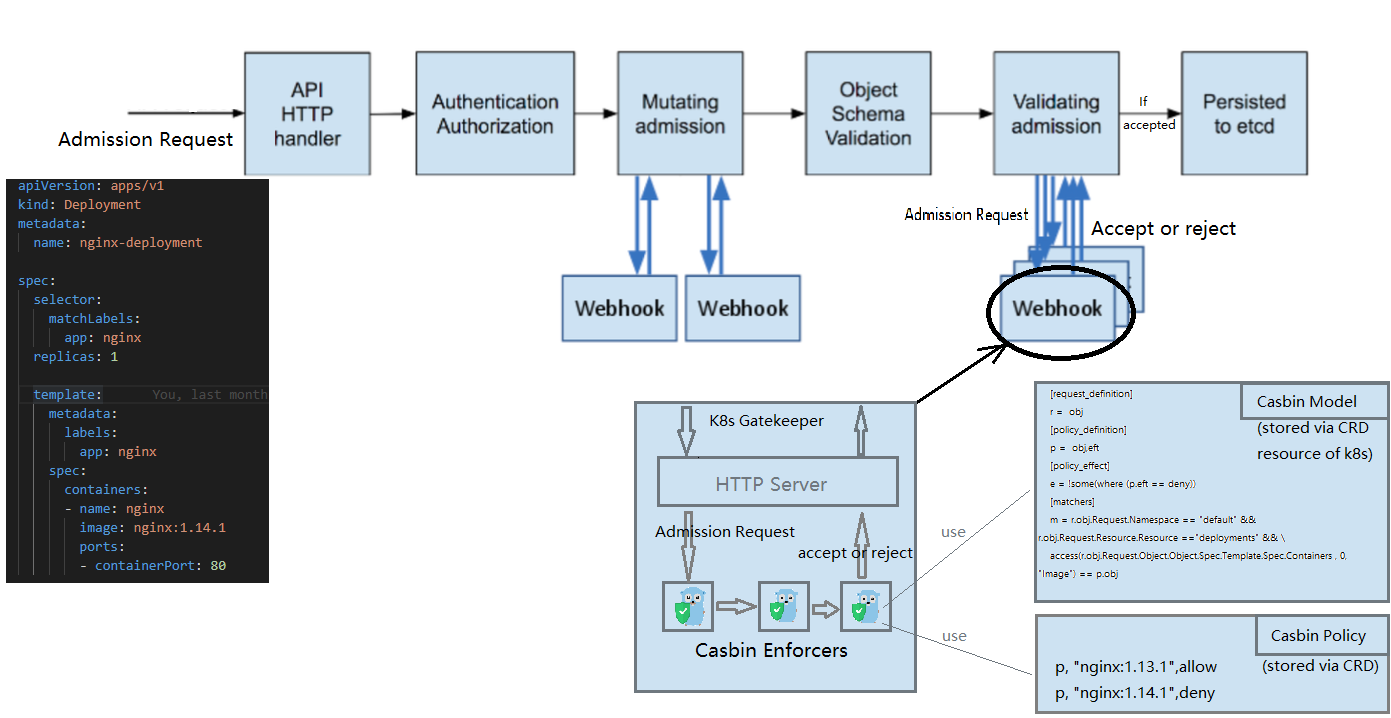 API
HTTP
handler
Authentication
Authorization
Mutating
admission
Object
Schema
Validation
Validating
admission
If
accepted
Persisted
to etcd
Admission Request
apiVersion: apps/v1
kind: Deployment
metadata:
name: nginx-deployment
spec:
selector:
matchLabels:
app: nginx
replicas: 1
template: You, last month
metadata:
labels:
app: nginx
spec:
containers:
- name: nginx
image: nginx:1.14.1
ports:
- containerPort: 80
Admission Request
Accept or reject
Webhook
Webhook
Webhook
K8s Gatekeeper
HTTP Server
Admission Request
accept or reject
Casbin Enforcers
use
use
[request_definition]
r = obj
[policy_definition]
p = obj,eft
[policy_effect]
e = !some(where (p.eft == deny))
[matchers]
m = r.obj.Request.Namespace == "default" &&
r.obj.Request.Resource.Resource =="deployments" && \
access(r.obj.Request.Object.Object.Spec.Template.Spec.Containers , 0,
"Image") == p.obj
Casbin Model
(stored via CRD
resource of k8s)
Casbin Policy
(stored via CRD)
p, "nginx:1.13.1",allow
p, "nginx:1.14.1",deny